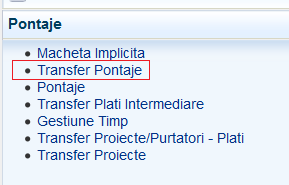 Pontaje
Macheta Implicita
Transfer Pontaje
Pontaje
Transfer Plati Intermediare
Gestiune Timp
Transfer Proiecte/Purtatori - Plati
Transfer Proiecte